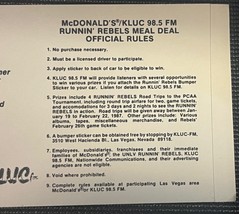 McDONALD'S®/KLUC 98.5 FM
RUNNIN' REBELS MEAL DEAL
OFFICIAL RULES
1. No purchase necessary.
2. Must be a licensed driver to participate.
3. Apply sticker to back of car to be eligible to win.
4. KLUC 98.5 FM will provide listeners with several opportunities
to win various prizes if you attach the Runnin' Rebels Bumper
Sticker to your car. Listen for details on KLUC FM.
5. Prizes include 4 RUNNIN' REBELS Road Trips to the PCAA
Tournament, including round trip airfare for two, game tickets,
and accommodations for 3 days and 2 nights to see the RUNNIN'
REBELS in action. Road trips will be given away between January
19 to February 22, 1987. Other prizes include: Various
albums, tapes, miscellaneous merchandise, and Rebels'
February 26th game tickets.
6. A bumper sticker can be obtained free by stopping by KLUC-FM,
3510 West Hacienda St., Las Vegas, Nevada 89118.
7. Employees, subsidiaries, franchisees and their immediate
families of McDonald's®, the UNLV RUNNIN' REBELS, KLUC
98.5 FM, Nationwide Communications, and their advertising
agencies are not eligible.
8. Void where prohibited.
9. Complete rules available at participating Las Vegas area
McDonald's® or KLUC 98.5 FM.
ner
KLUC fm